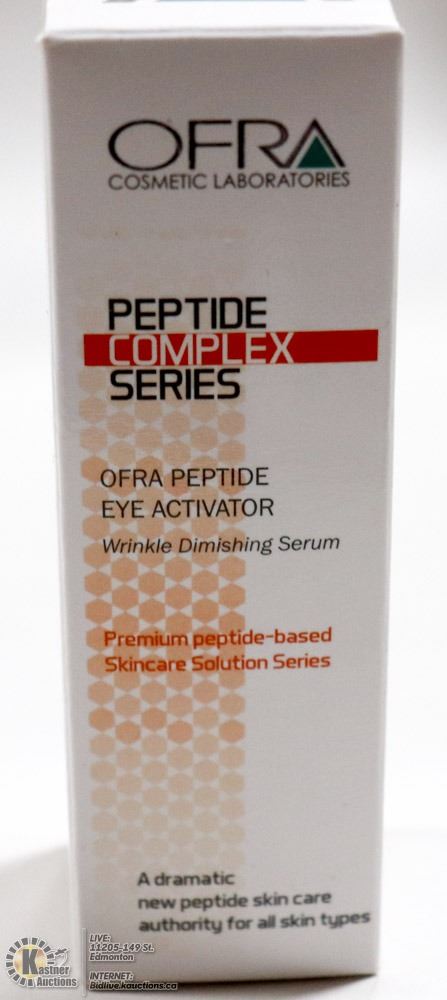 OFRA
COSMETIC LABORATORIES
PEPTIDE
COMPLEX
SERIES
OFRA PEPTIDE
EYE ACTIVATOR
Wrinkle Dimishing Serum
Premium peptide-based
Skincare Solution Series
A dramatic
new peptide skin care
authority for all skin types
K
Kastner
Auctions
LIVE:
11205-149 St.
Edmonton
INTERNET:
Bidlive.kauctions.ca